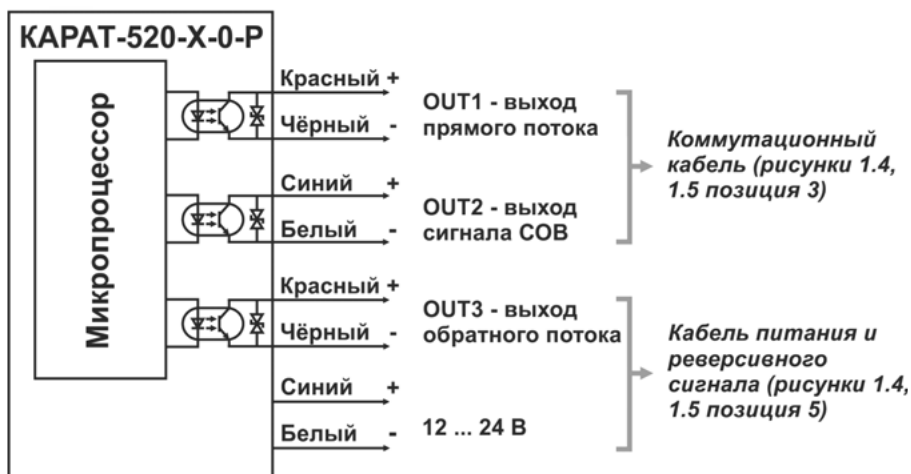 КАРАТ-520-Х-0-Р
Микропроцессор
Красный +
Чёрный -
OUT1 - выход
прямого потока
Синий +
Белый -
OUT2 - выход
сигнала СОВ
Коммутационный
кабель (рисунки 1.4,
1.5 позиция 3)
Красный +
Чёрный -
OUT3 - выход
обратного потока
Синий +
Белый -
12 ... 24 В
Кабель питания и
реверсивного
сигнала (рисунки 1.4,
1.5 позиция 5)